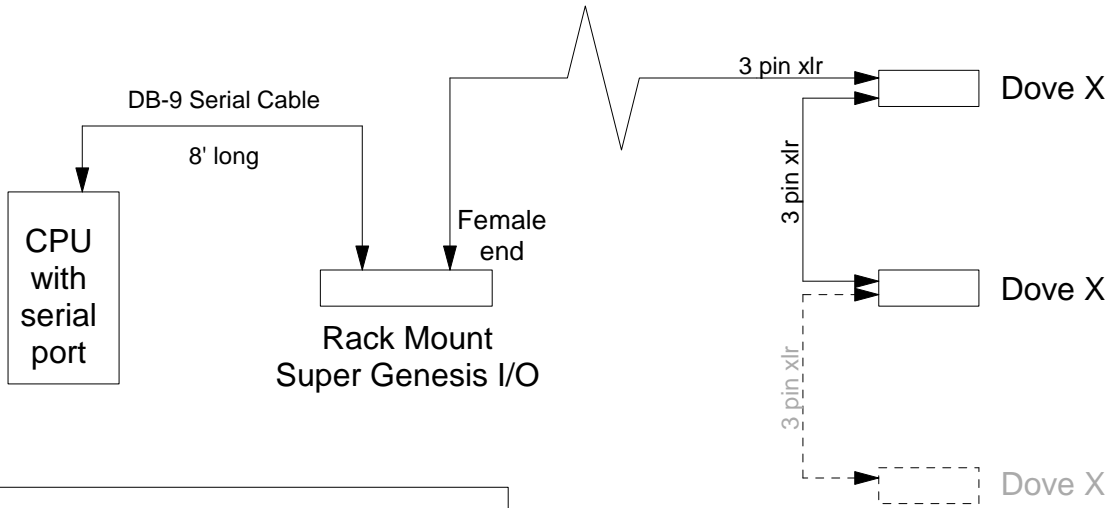 3 pin xlr
Dove X
DB-9 Serial Cable
8' long
3 pin xlr
Female
end
CPU
with
serial
port
Dove X
Rack Mount
Super Genesis I/O
3 pin xlr
Dove X